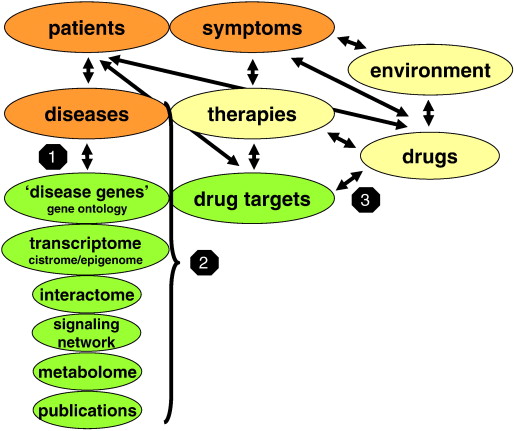 patients
symptoms
environment
diseases
therapies
drugs
1
'disease genes'
gene ontology
drug targets
3
transcriptome
cistrome/epigenome
2
interactome
signaling
network
metabolome
publications